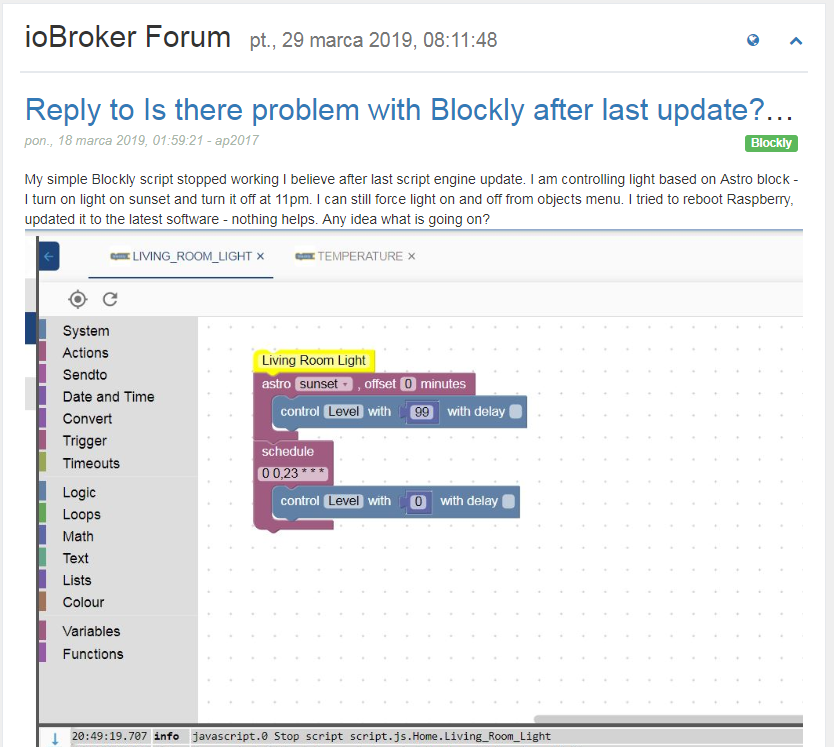 ioBroker Forum pt., 29 marca 2019, 08:11:48
Reply to Is there problem with Blockly after last update?...
pon., 18 marca 2019, 01:59:21 - ap2017
Blockly
My simple Blockly script stopped working I believe after last script engine update. I am controlling light based on Astro block -
I turn on light on sunset and turn it off at 11pm. I can still force light on and off from objects menu. I tried to reboot Raspberry,
updated it to the latest software - nothing helps. Any idea what is going on?
LIVING_ROOM_LIGHT × TEMPERATURE ×
System
Actions
Sendto
Date and Time
Convert
Trigger
Timeouts
Logic
Loops
Math
Text
Lists
Colour
Variables
Functions
Living Room Light
astro sunset , offset 0 minutes
control Level with 99 with delay
schedule
0 0,23 * * *
control Level with 0 with delay
20:49:19.707 info javascript.0 Stop script script.js.Home.Living_Room_Light